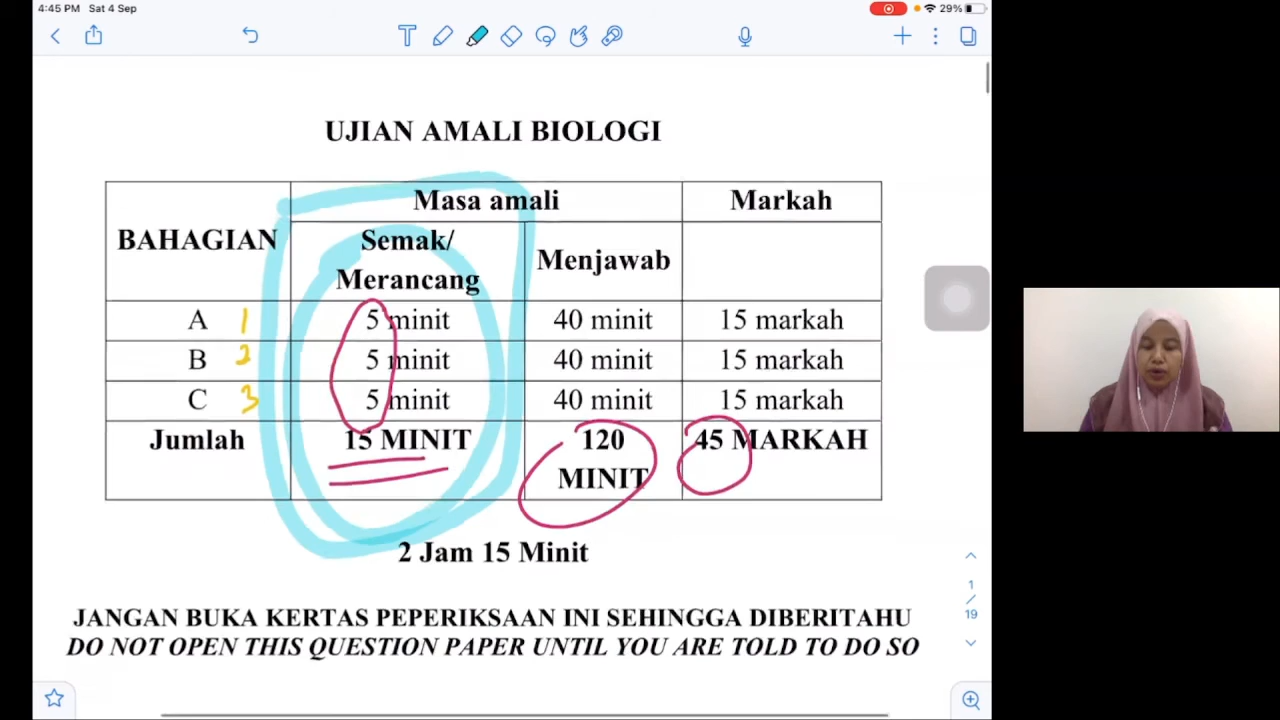 4:45 PM Sat 4 Sep
29%
T
UJIAN AMALI BIOLOGI
BAHAGIAN Masa amali Markah
Semak/ Merancang Menjawab
A 1 5 minit 40 minit 15 markah
B 2 5 minit 40 minit 15 markah
C 3 5 minit 40 minit 15 markah
Jumlah 15 MINIT 120 MINIT 45 MARKAH
2 Jam 15 Minit
JANGAN BUKA KERTAS PEPERIKSAAN INI SEHINGGA DIBERITAHU
DO NOT OPEN THIS QUESTION PAPER UNTIL YOU ARE TOLD TO DO SO
1
/
19